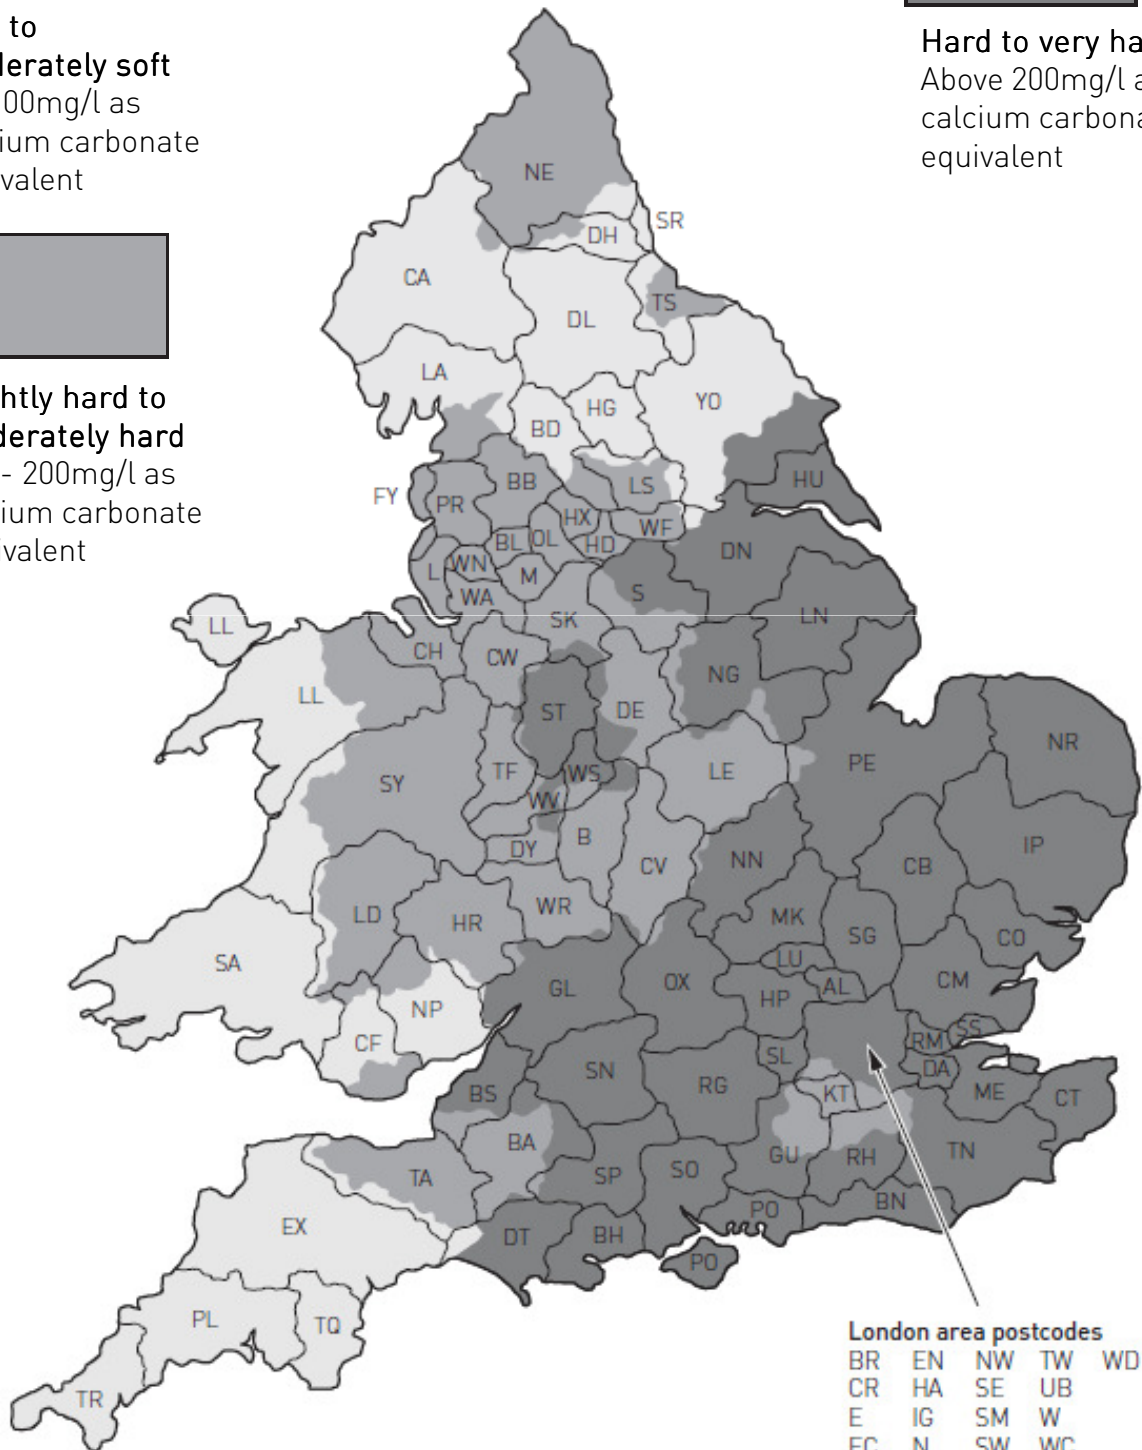 to
derately soft
00mg/l as
ium carbonate
valent
htly hard to
derately hard
- 200mg/l as
ium carbonate
ivalent
Hard to very ha
Above 200mg/l a
calcium carbona
equivalent
NE
SR
DH
CA
TS
DL
LA
HG
YO
BD
HU
BB
LS
FY
PR
HX
WF
BL
OL
HD
DN
L
WN
M
WA
S
SK
LN
LL
CH
CW
NG
LL
ST
DE
NR
SY
TF
WS
LE
PE
WV
B
DY
CV
NN
CB
IP
LD
HR
WR
MK
SG
CO
SA
LU
GL
OX
HP
AL
CM
NP
CF
SL
RM
SS
SN
RG
DA
BS
KT
ME
CT
BA
GU
RH
TN
TA
SP
SO
EX
DT
BH
PO
BN
PO
PL
TQ
TR
London area postcodes
BR EN NW TW WD
CR HA SE UB
E IG SM W
EC N SW WC